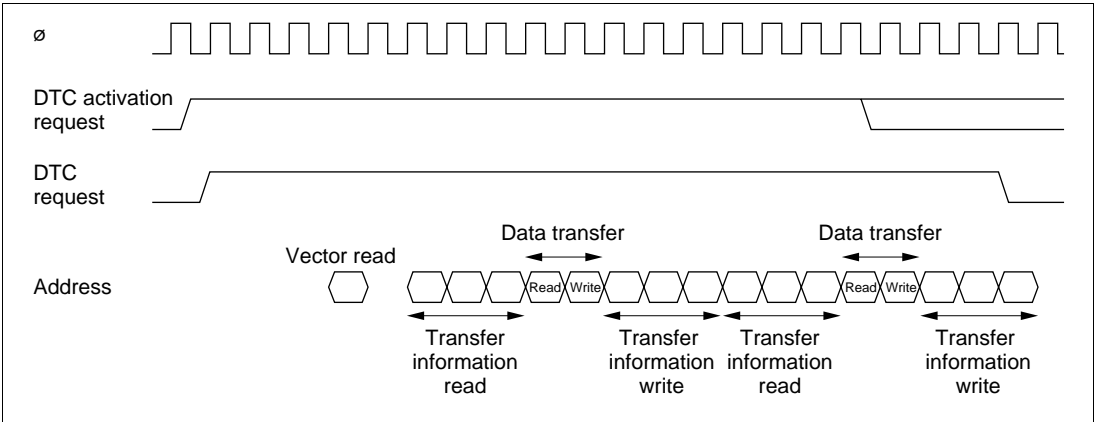 ø
DTC activation
request
DTC
request
Data transfer
Data transfer
Vector read
Address
Read
Write
Read
Write
Transfer
information
read
Transfer
information
write
Transfer
information
read
Transfer
information
write